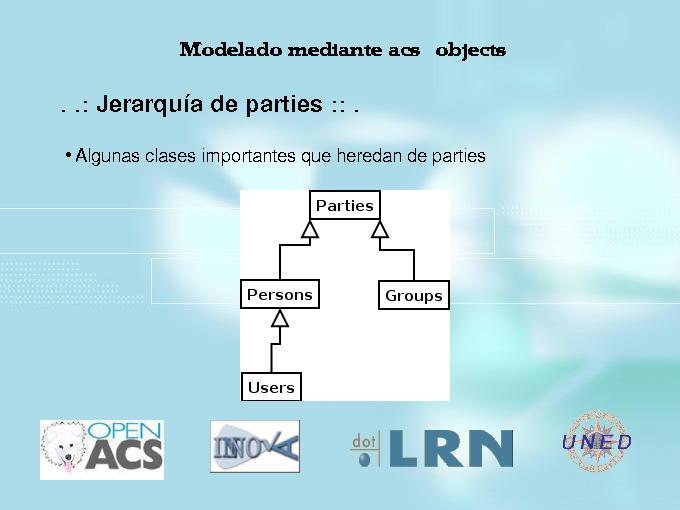 Modelado mediante acs objects
. .: Jerarquía de parties :: .
• Algunas clases importantes que heredan de parties
Parties
Persons
Groups
Users
OPEN
ACS
INNOVA
dot LRN
UNED